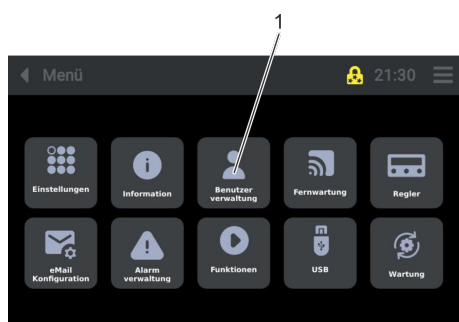 1
Menü
21:30
Einstellungen
Information
Benutzer
verwaltung
Fernwartung
Regler
eMail
Konfiguration
Alarm
verwaltung
Funktionen
USB
Wartung